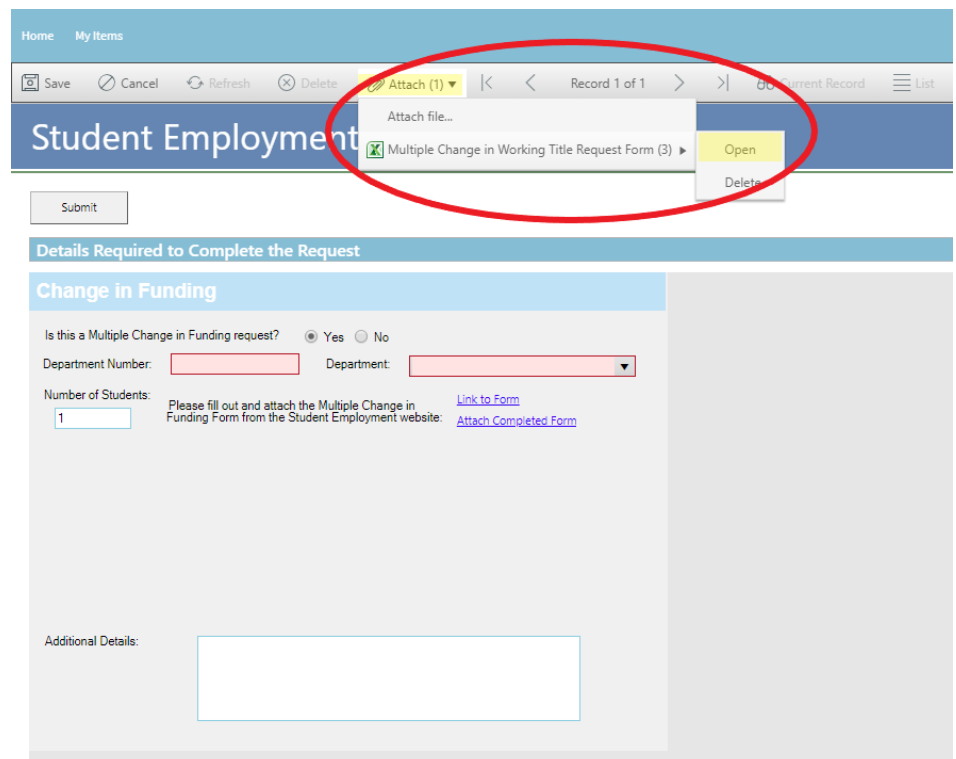 Home My Items
Save Cancel Refresh Delete Attach (1) Record 1 of 1 Current Record List
Attach file...
Student Employment
Multiple Change in Working Title Request Form (3) Open
Delete
Submit
Details Required to Complete the Request
Change in Funding
Is this a Multiple Change in Funding request? Yes No
Department Number: Department:
Number of Students:
1
Please fill out and attach the Multiple Change in
Funding Form from the Student Employment website:
Link to Form
Attach Completed Form
Additional Details: